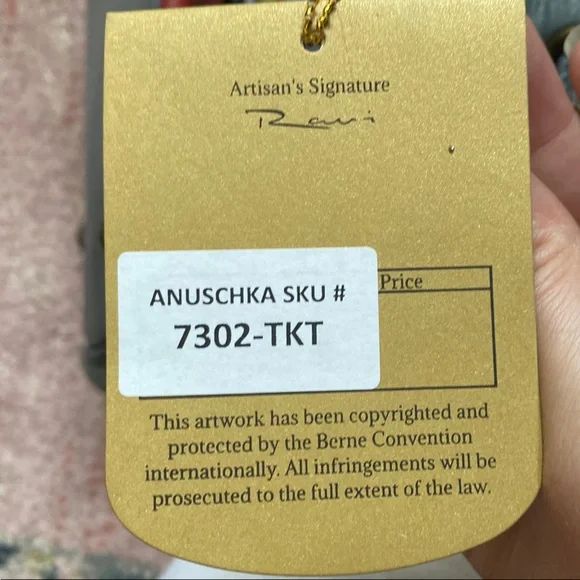 Artisan's Signature
Ravi
ANUSCHKA SKU #
7302-TKT
Price
This artwork has been copyrighted and
protected by the Berne Convention
internationally. All infringements will be
prosecuted to the full extent of the law.